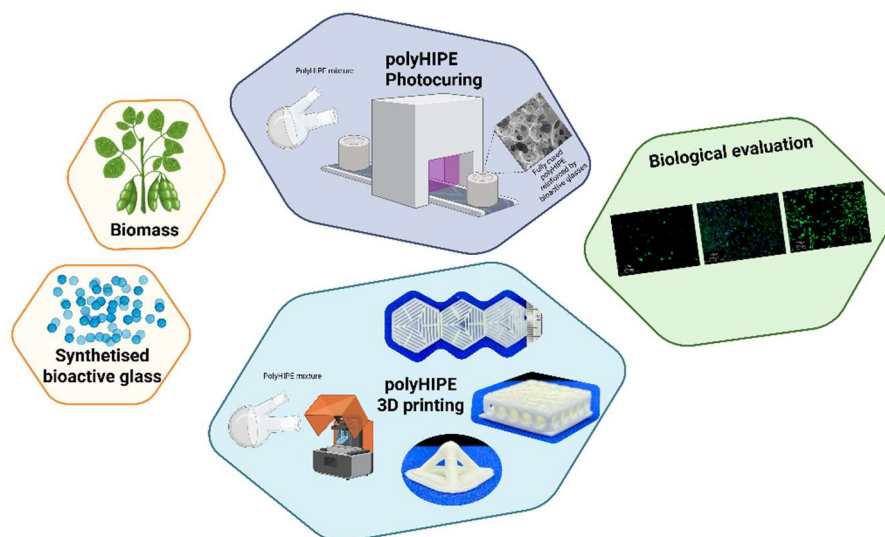 Biomass
Synthetised
bioactive glass
PolyHIPE mixture
polyHIPE
Photocuring
Fully cured
polyHIPE
reinforced by
bioactive glasses
PolyHIPE mixture
polyHIPE
3D printing
Biological evaluation